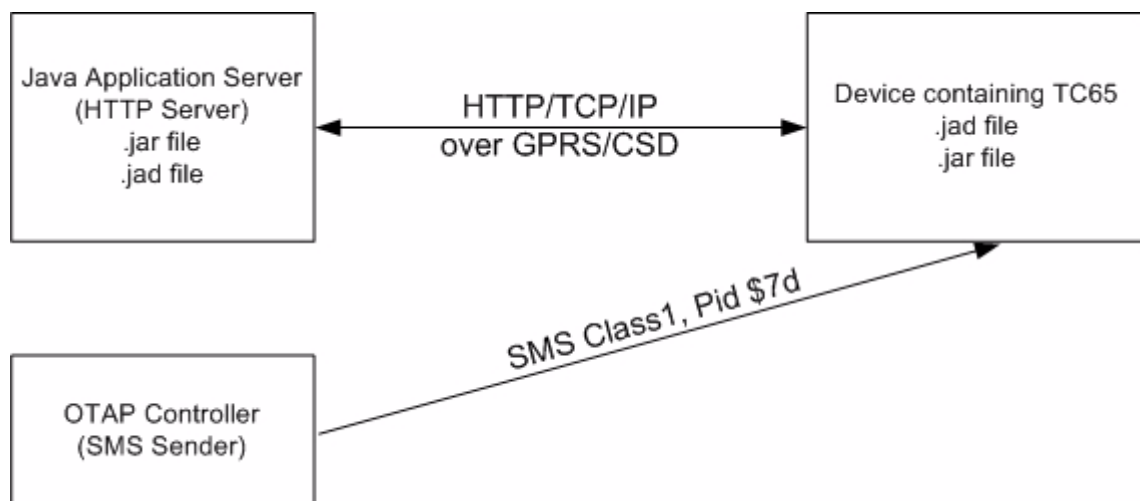 Java Application Server
(HTTP Server)
.jar file
.jad file
HTTP/TCP/IP
over GPRS/CSD
Device containing TC65
.jad file
.jar file
SMS Class1, Pid $7d
OTAP Controller
(SMS Sender)